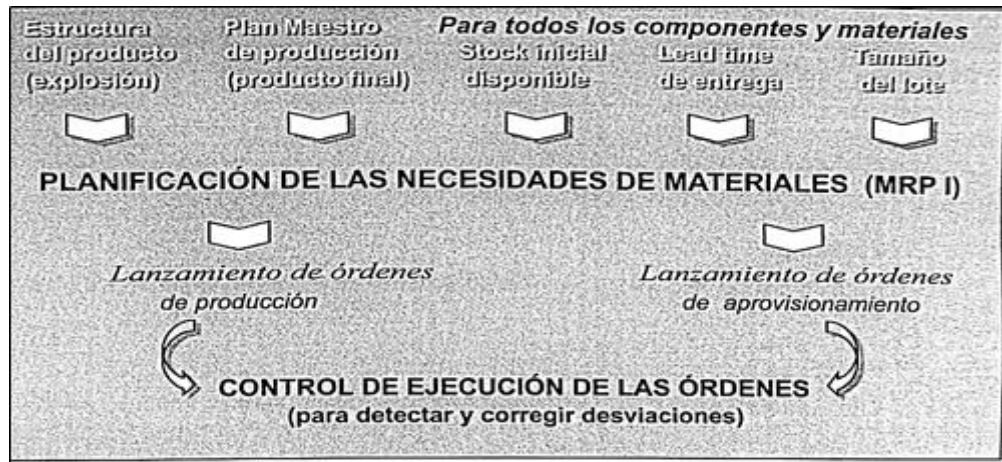 Para todos los componentes y materiales
Estructura
del producto
(explosión)
Plan Maestro
de producción
(producto final)
Stock inicial
disponible
Lead time
de entrega
Tamaño
del lote
PLANIFICACIÓN DE LAS NECESIDADES DE MATERIALES (MRP I)
Lanzamiento de órdenes
de producción
Lanzamiento de órdenes
de aprovisionamiento
CONTROL DE EJECUCIÓN DE LAS ÓRDENES
(para detectar y corregir desviaciones)